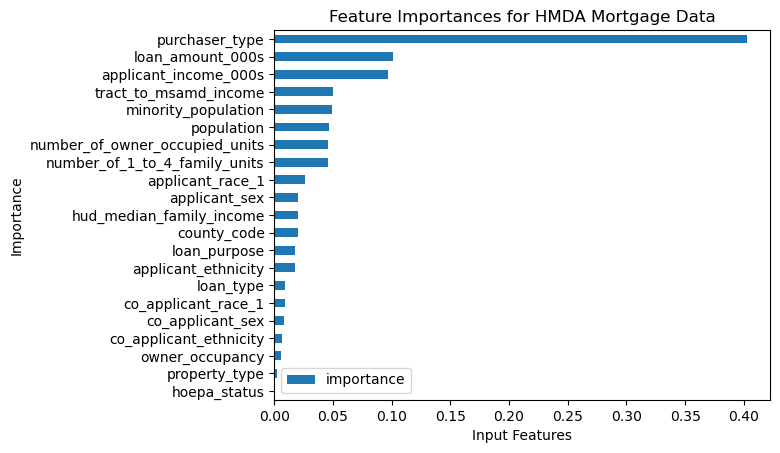 Feature Importances for HMDA Mortgage Data
purchaser_type
loan_amount_000s
applicant_income_000s
tract_to_msamd_income
minority_population
population
number_of_owner_occupied_units
number_of_1_to_4_family_units
applicant_race_1
applicant_sex
hud_median_family_income
county_code
loan_purpose
applicant_ethnicity
loan_type
co_applicant_race_1
co_applicant_sex
co_applicant_ethnicity
owner_occupancy
property_type
hoepa_status
Importance
importance
0.00 0.05 0.10 0.15 0.20 0.25 0.30 0.35 0.40
Input Features